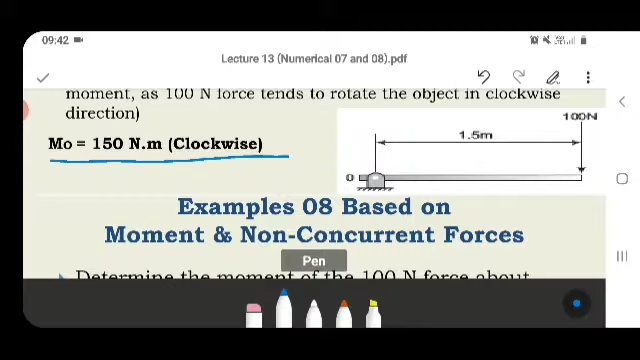 09:42
Lecture 13 (Numerical 07 and 08).pdf
moment, as 100 N force tends to rotate the object in clockwise
direction)
100N
Mo = 150 N.m (Clockwise)
1.5m
O
Examples 08 Based on
Moment & Non-Concurrent Forces
Pen
Determine the moment of the 100 N force about